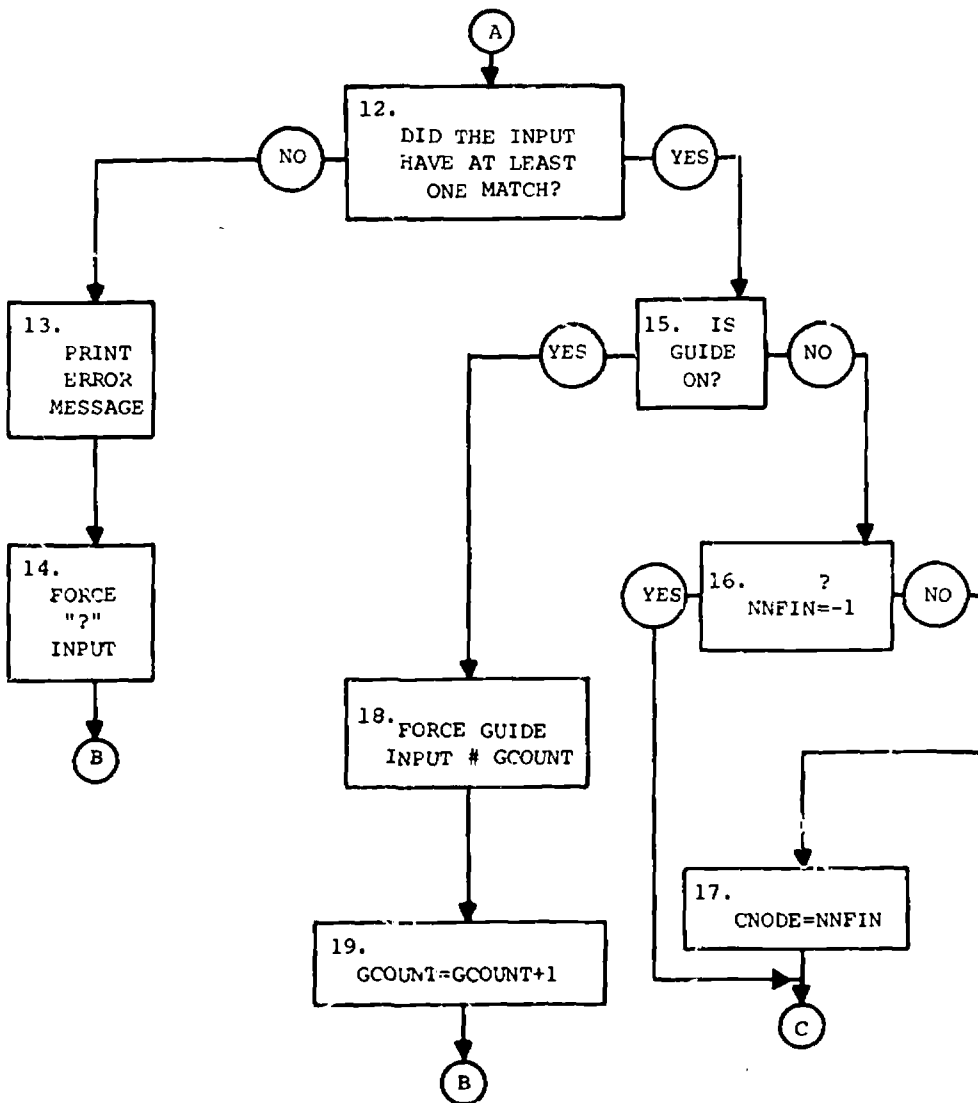 A
12.
DID THE INPUT
HAVE AT LEAST
ONE MATCH?
NO
YES
13.
PRINT
ERROR
MESSAGE
15. IS
GUIDE
ON?
YES
NO
14.
FORCE
"?"
INPUT
B
16. ?
NNFIN=-1
YES
NO
18.
FORCE GUIDE
INPUT # GCOUNT
17.
CNODE=NNFIN
19.
GCOUNT=GCOUNT+1
C
B